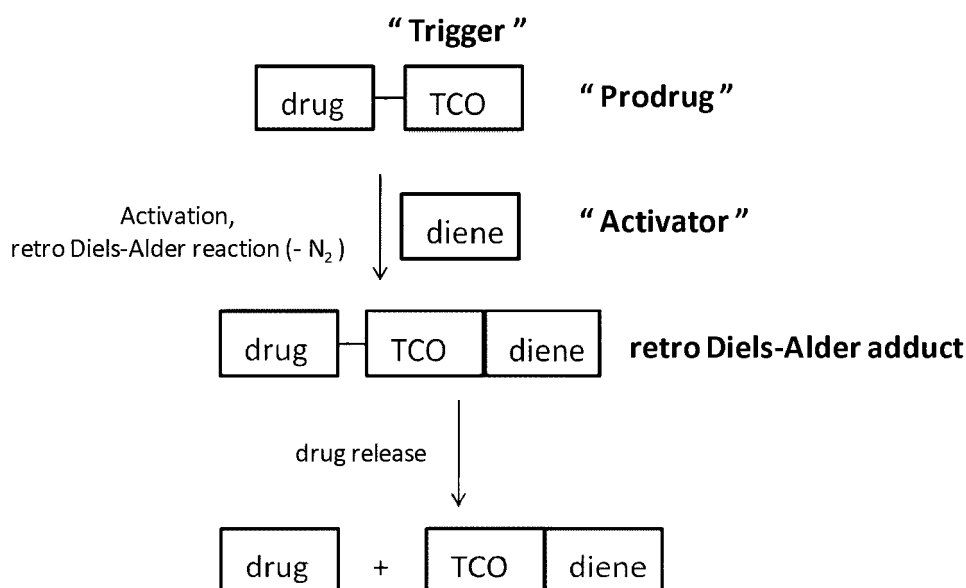 “ Trigger ”
drug TCO “ Prodrug ”
Activation,
retro Diels-Alder reaction (- N₂ )
diene “ Activator ”
drug TCO diene retro Diels-Alder adduct
drug release
drug + TCO diene